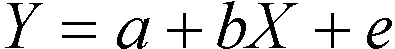 Y = a + bX + e